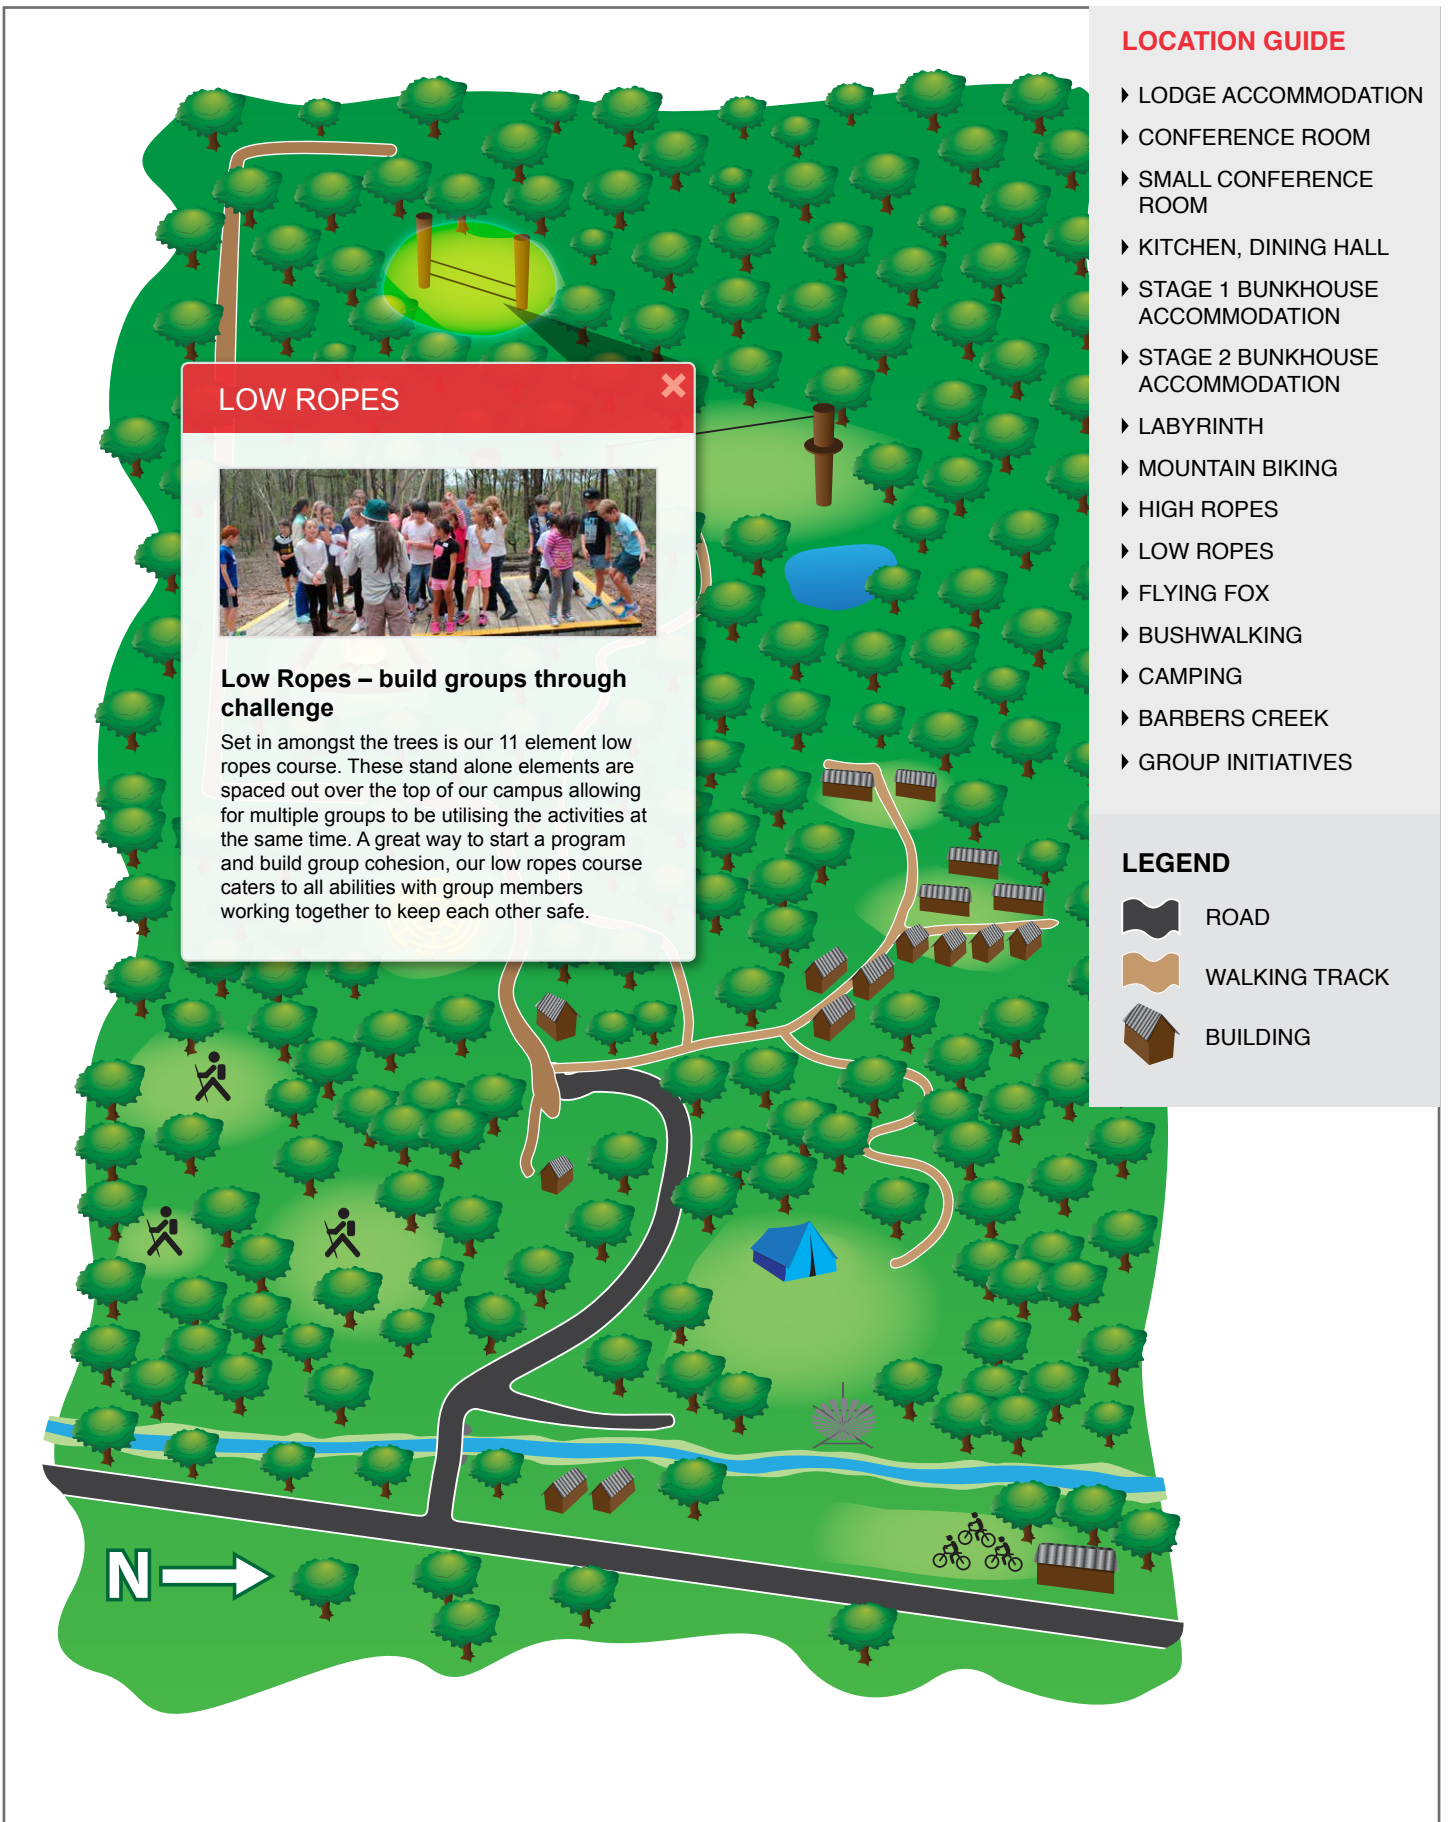 LOCATION GUIDE
LODGE ACCOMMODATION
CONFERENCE ROOM
SMALL CONFERENCE
ROOM
KITCHEN, DINING HALL
STAGE 1 BUNKHOUSE
ACCOMMODATION
STAGE 2 BUNKHOUSE
ACCOMMODATION
LABYRINTH
MOUNTAIN BIKING
HIGH ROPES
LOW ROPES
FLYING FOX
BUSHWALKING
CAMPING
BARBERS CREEK
GROUP INITIATIVES
LEGEND
ROAD
WALKING TRACK
BUILDING
LOW ROPES
Low Ropes – build groups through
challenge
Set in amongst the trees is our 11 element low
ropes course. These stand alone elements are
spaced out over the top of our campus allowing
for multiple groups to be utilising the activities at
the same time. A great way to start a program
and build group cohesion, our low ropes course
caters to all abilities with group members
working together to keep each other safe.
N